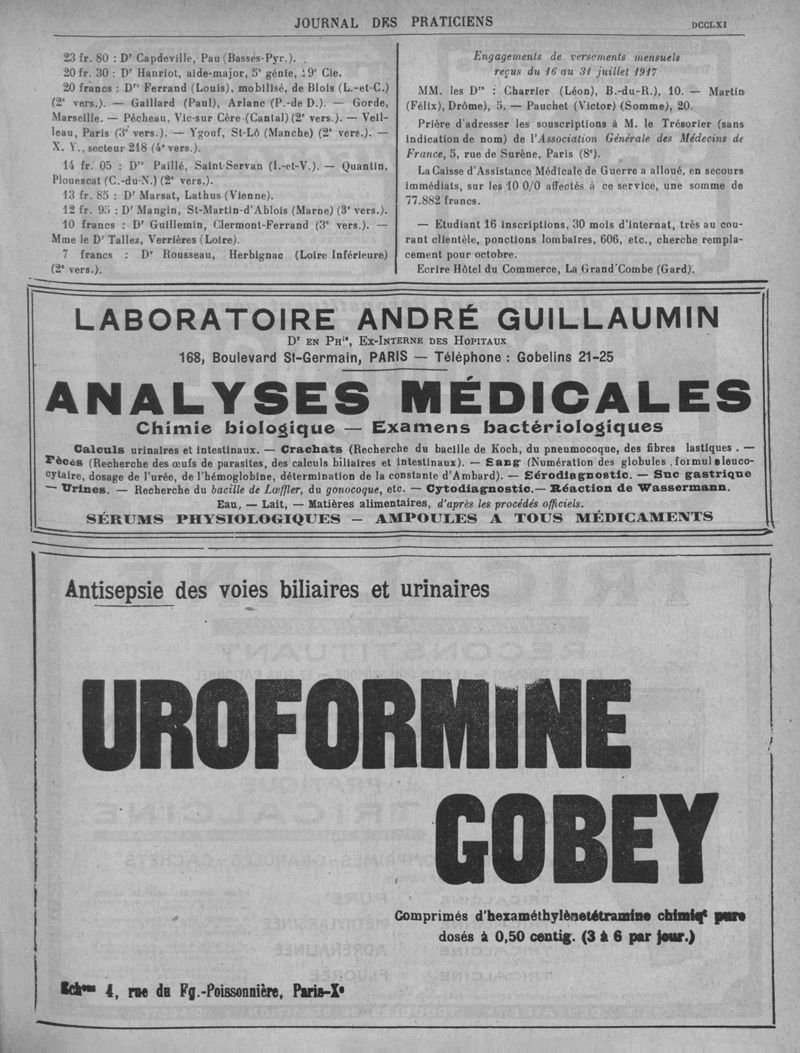 JOURNAL DES PRATICIENS
DCCLXI
23 fr. 80 : Dr Capdeville, Pau (Basses-Pyr.).
20 fr. 30 : Dr Hanriot, aide-major, 5e génie, 19e Cie.
20 francs : Drs Ferrand (Louis), mobilisé, de Blois (L.-et-C.)
(2e vers.). — Gaillard (Paul), Arlanc (P.-de D.). — Gorde,
Marseille. — Pécheau, Vic-sur Cère (Cantal) (2e vers.). — Veil-
leau, Paris (3e vers.). — Ygouf, St-Lô (Manche) (2e vers.). —
X. Y., secteur 218 (4e vers.).
14 fr. 05 : Drs Paillé, Saint-Servan (I.-et-V.). — Quantin,
Plouescat (C.-du-N.) (2e vers.).
13 fr. 85 : Dr Marsat, Lathus (Vienne).
12 fr. 95 : Dr Mangin, St-Martin-d'Ablois (Marne) (3e vers.).
10 francs : Dr Guillemin, Clermont-Ferrand (3e vers.). —
Mme le Dr Tallez, Verrières (Loire).
7 francs : Dr Rousseau, Herbignac (Loire Inférieure)
(2e vers.).
Engagements de versements mensuels
reçus du 16 au 31 juillet 1917
MM. les Drs : Charrier (Léon), B.-du-R.), 10. — Martin
(Félix), Drôme), 5. — Pauchet (Victor) (Somme), 20.
Prière d'adresser les souscriptions à M. le Trésorier (sans
indication de nom) de l'Association Générale des Médecins de
France, 5, rue de Surène, Paris (8e).
La Caisse d'Assistance Médicale de Guerre a alloué, en secours
immédiats, sur les 10 0/0 affectés à ce service, une somme de
77.882 francs.
— Etudiant 16 inscriptions, 30 mois d'internat, très au cou-
rant clientèle, ponctions lombaires, 606, etc., cherche rempla-
cement pour octobre.
Ecrire Hôtel du Commerce, La Grand'Combe (Gard).
LABORATOIRE ANDRÉ GUILLAUMIN
Dr EN Phie, Ex-Interne des Hopitaux
168, Boulevard St-Germain, PARIS — Téléphone : Gobelins 21-25
ANALYSES MÉDICALES
Chimie biologique — Examens bactériologiques
Calculs urinaires et intestinaux. — Crachats (Recherche du bacille de Koch, du pneumocoque, des fibres lastiques . —
Fèces (Recherche des œufs de parasites, des calculs biliaires et intestinaux). — Sang (Numération des globules, formule leuco-
cytaire, dosage de l'urée, de l'hémoglobine, détermination de la constante d'Ambard). — Sérodiagnostic. — Suc gastrique
— Urines. — Recherche du bacille de Lœffler, du gonocoque, etc. — Cytodiagnostic. — Réaction de Wassermann.
Eau, — Lait, — Matières alimentaires, d'après les procédés officiels.
SÉRUMS PHYSIOLOGIQUES — AMPOULES A TOUS MÉDICAMENTS
Antisepsie des voies biliaires et urinaires
UROFORMINE
GOBEY
Comprimés d'hexaméthylènetétramine chimiqt pure
dosés à 0,50 centig. (3 à 6 par jour.)
Echons 4, rue du Fg.-Poissonnière, Paris-Xe